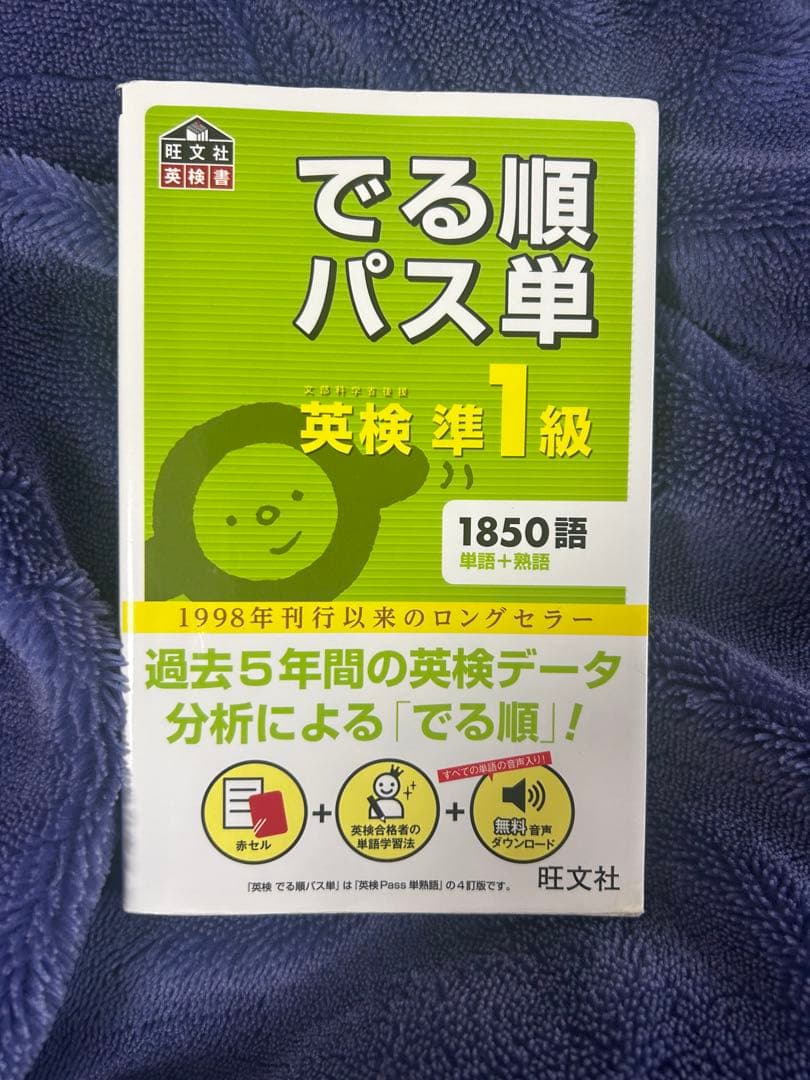 旺文社
英検書
でる順
パス単
文部科学省後援
英検 準1級
1850語
単語+熟語
1998年刊行以来のロングセラー
過去5年間の英検データ
分析による「でる順」!
すべての単語の音声入り!
赤セル
+
英検合格者の
単語学習法
+
無料音声
ダウンロード
『英検 でる順パス単』は『英検Pass単熟語』の4訂版です。
旺文社